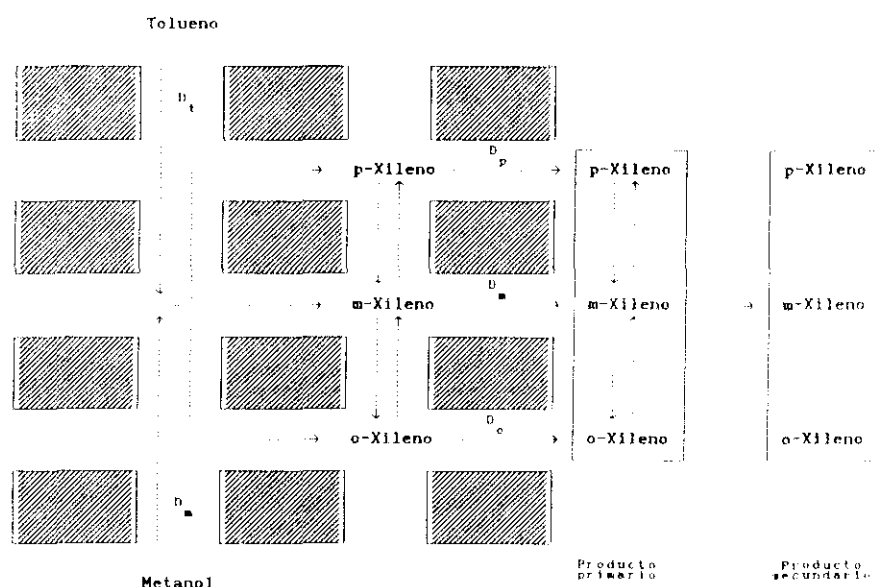 Tolueno
D t
D p
p-Xileno p-Xileno p-Xileno
D m
m-Xileno m-Xileno m-Xileno
D o
o-Xileno o-Xileno o-Xileno
D m
Metanol
Producto primario
Producto secundario